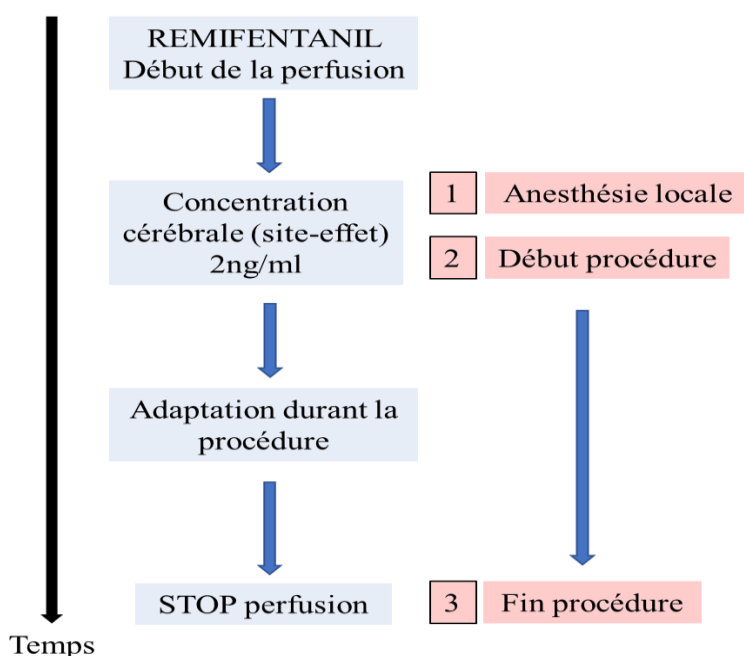 REMIFENTANIL
Début de la perfusion
Concentration
cérébrale (site-effet)
2ng/ml
1 Anesthésie locale
2 Début procédure
Adaptation durant la
procédure
STOP perfusion
3 Fin procédure
Temps